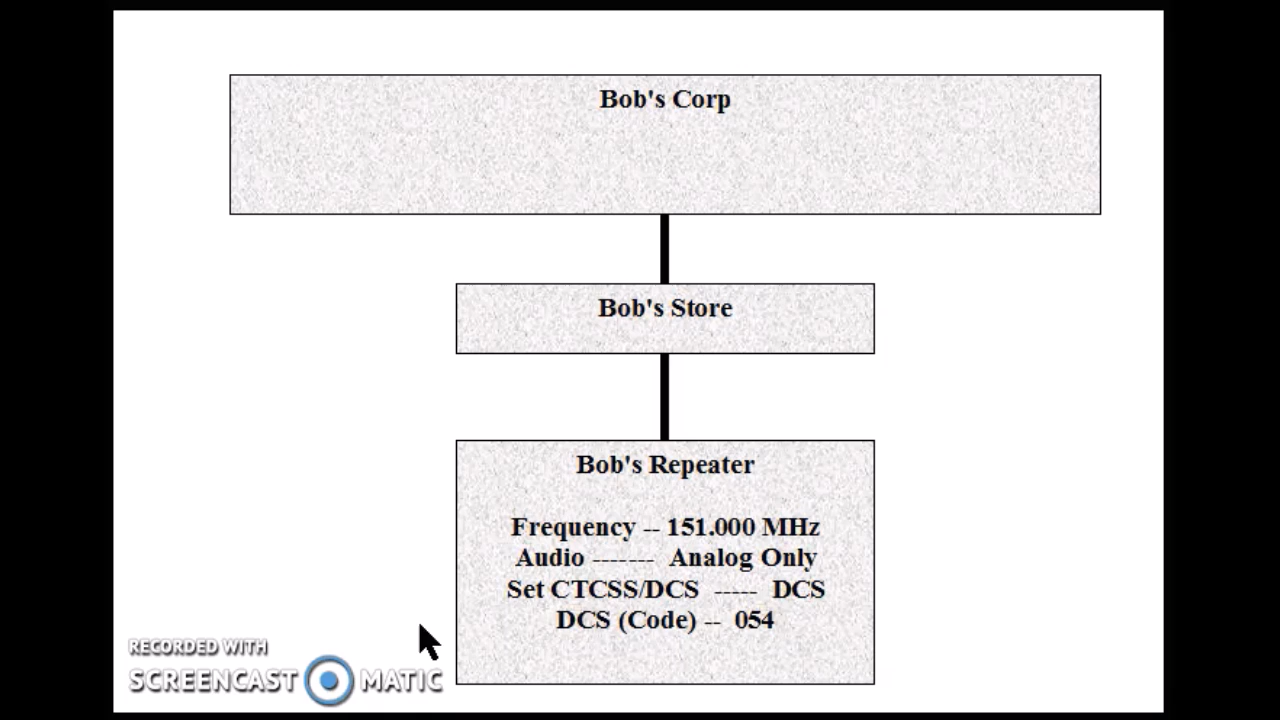 Bob's Corp
Bob's Store
Bob's Repeater
Frequency -- 151.000 MHz
Audio ------- Analog Only
Set CTCSS/DCS ----- DCS
DCS (Code) -- 054
RECORDED WITH
SCREENCAST MATIC